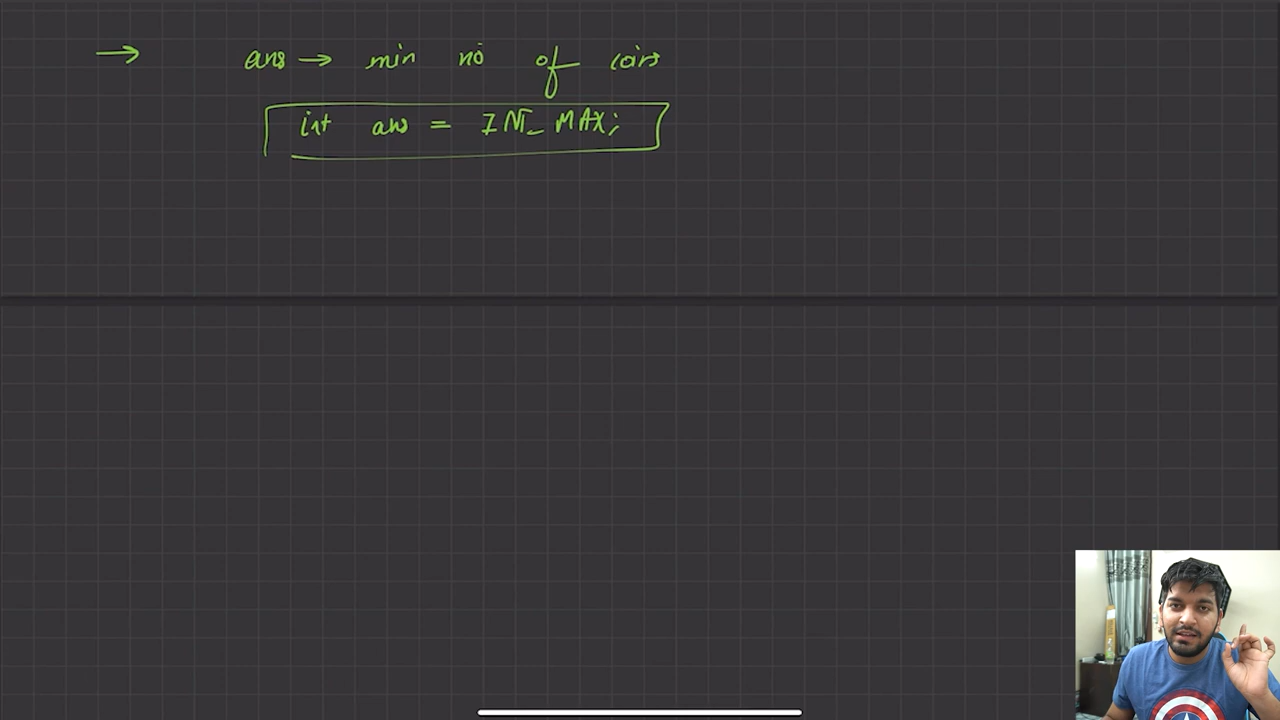 → ans → min no of coins
int ans = INT_MAX;